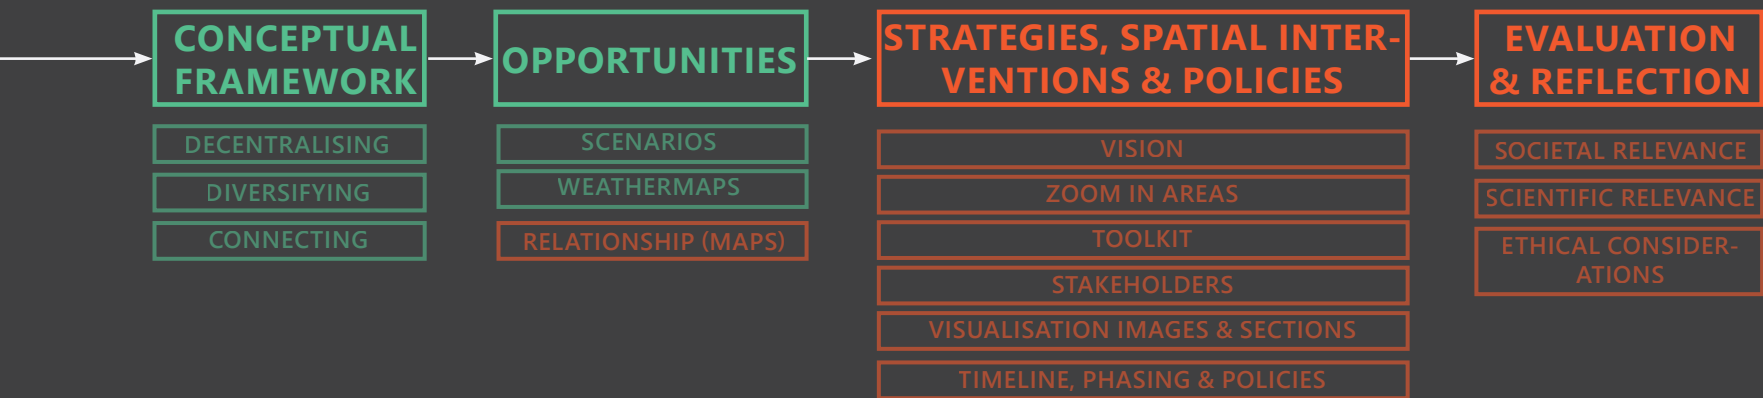 CONCEPTUAL
FRAMEWORK
DECENTRALISING
DIVERSIFYING
CONNECTING
OPPORTUNITIES
SCENARIOS
WEATHERMAPS
RELATIONSHIP (MAPS)
STRATEGIES, SPATIAL INTER-
VENTIONS & POLICIES
VISION
ZOOM IN AREAS
TOOLKIT
STAKEHOLDERS
VISUALISATION IMAGES & SECTIONS
TIMELINE, PHASING & POLICIES
EVALUATION
& REFLECTION
SOCIETAL RELEVANCE
SCIENTIFIC RELEVANCE
ETHICAL CONSIDER-
ATIONS